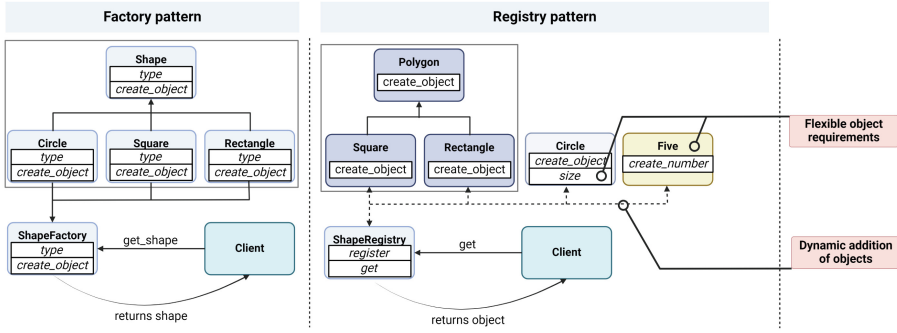 Factory pattern
Shape
type
create_object
Circle
type
create_object
Square
type
create_object
Rectangle
type
create_object
ShapeFactory
type
create_object
get_shape
Client
returns shape
Registry pattern
Polygon
create_object
Square
create_object
Rectangle
create_object
Circle
create_object
size
Five
create_number
ShapeRegistry
register
get
get
Client
returns object
Flexible object
requirements
Dynamic addition
of objects